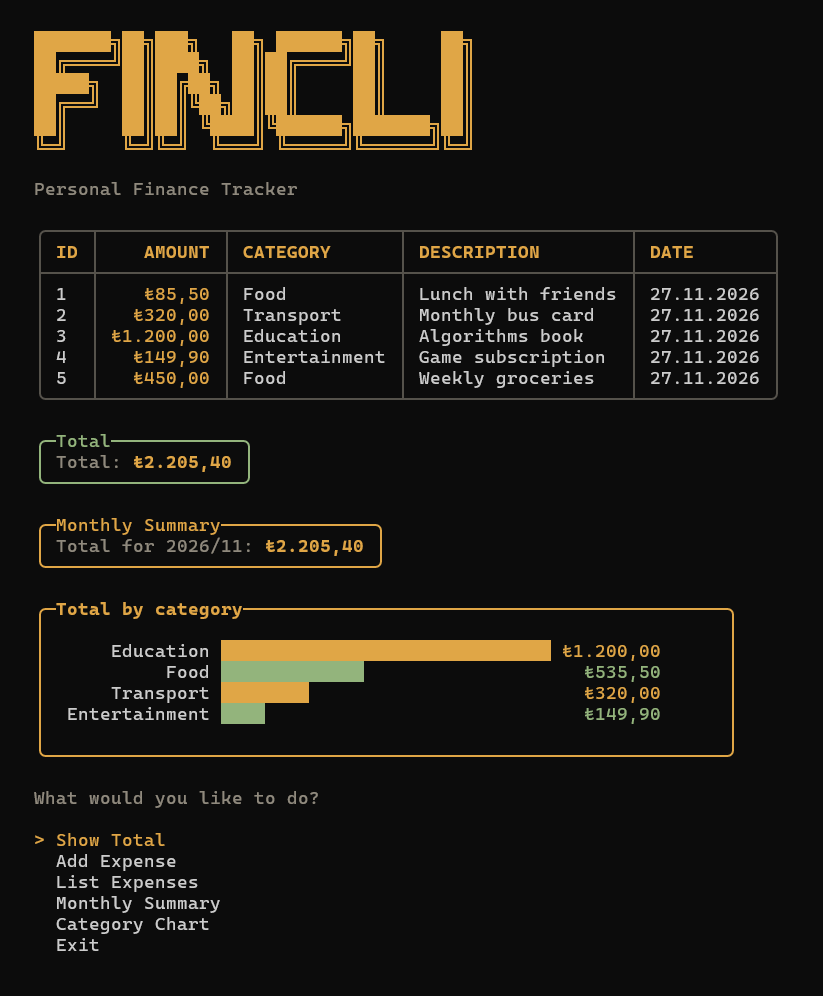 FINCLI
Personal Finance Tracker
ID AMOUNT CATEGORY DESCRIPTION DATE
1 ₺85,50 Food Lunch with friends 27.11.2026
2 ₺320,00 Transport Monthly bus card 27.11.2026
3 ₺1.200,00 Education Algorithms book 27.11.2026
4 ₺149,90 Entertainment Game subscription 27.11.2026
5 ₺450,00 Food Weekly groceries 27.11.2026
Total
Total: ₺2.205,40
Monthly Summary
Total for 2026/11: ₺2.205,40
Total by category
Education ₺1.200,00
Food ₺535,50
Transport ₺320,00
Entertainment ₺149,90
What would you like to do?
> Show Total
Add Expense
List Expenses
Monthly Summary
Category Chart
Exit